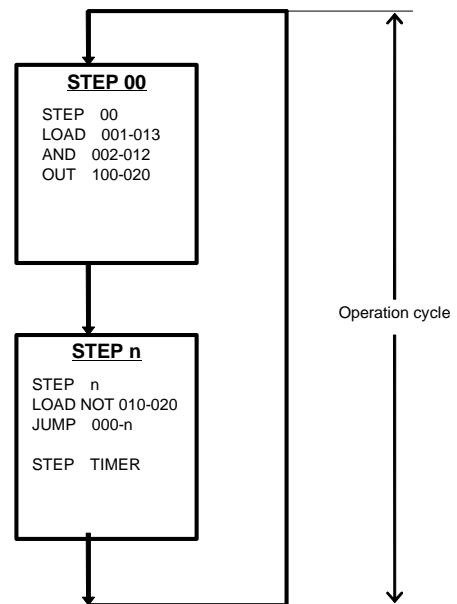 STEP 00
STEP 00
LOAD 001-013
AND 002-012
OUT 100-020
Operation cycle
STEP n
STEP n
LOAD NOT 010-020
JUMP 000-n
STEP TIMER